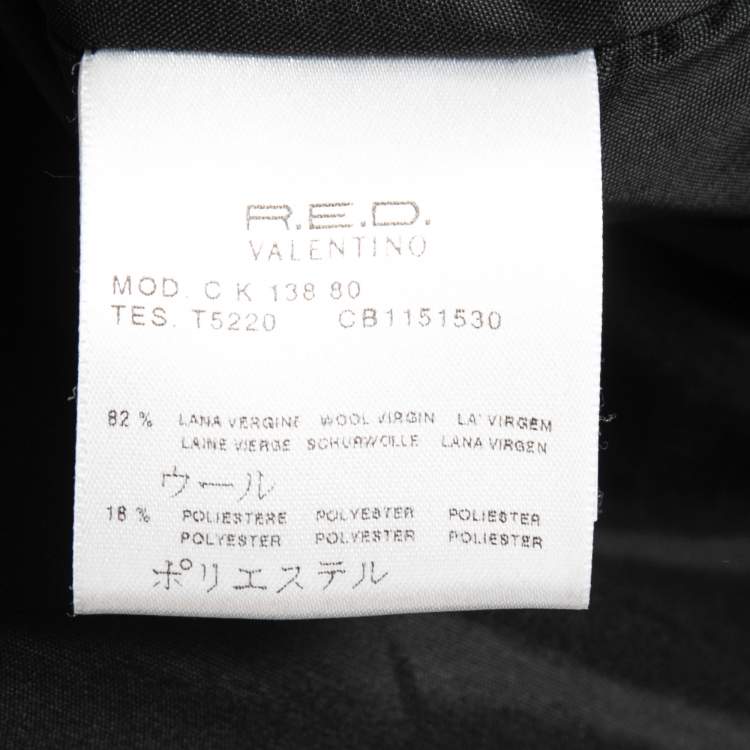 R.E.D.
VALENTINO
MOD. C K 138 80
TES. T5220 CB1151530
82 % LANA VERGINE WOOL VIRGIN LA' VIRGEM
LAINE VIERGE SCHURWOLLE LANA VIRGEN
ウール
18 % POLIESTERE POLYESTER POLIESTER
POLYESTER POLYESTER POLIESTER
ポリエステル